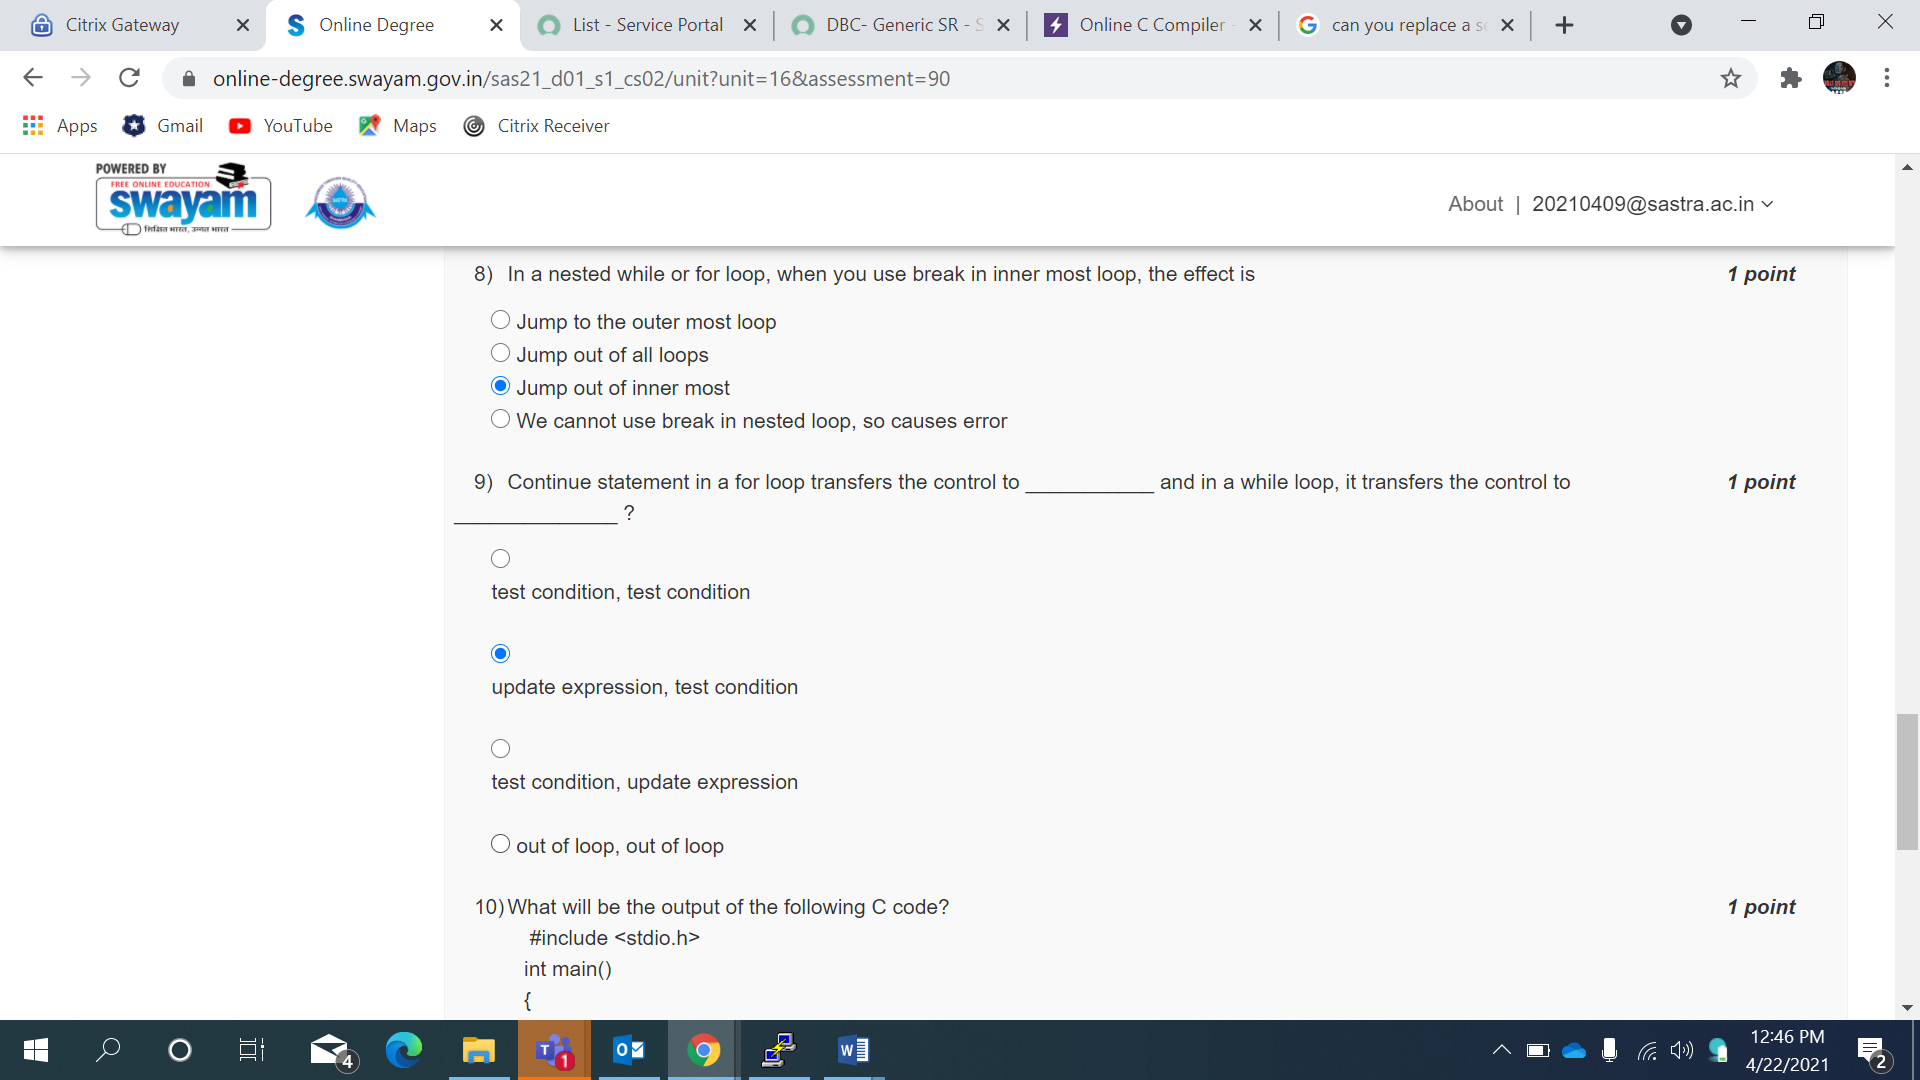 Citrix Gateway
Online Degree
List - Service Portal
DBC- Generic SR - S
Online C Compiler -
can you replace a se
online-degree.swayam.gov.in/sas21_d01_s1_cs02/unit?unit=16&assessment=90
Apps
Gmail
YouTube
Maps
Citrix Receiver
POWERED BY
FREE ONLINE EDUCATION
swayam
शिक्षित भारत, उन्नत भारत
About | 20210409@sastra.ac.in
8) In a nested while or for loop, when you use break in inner most loop, the effect is
1 point
Jump to the outer most loop
Jump out of all loops
Jump out of inner most
We cannot use break in nested loop, so causes error
9) Continue statement in a for loop transfers the control to ___________ and in a while loop, it transfers the control to
1 point
______________ ?
test condition, test condition
update expression, test condition
test condition, update expression
out of loop, out of loop
10) What will be the output of the following C code?
1 point
#include <stdio.h>
int main()
{
4
1
12:46 PM
4/22/2021
2